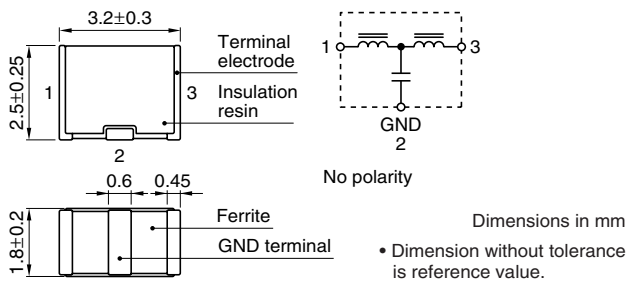 3.2±0.3
2.5±0.25
1
3
2
Terminal
electrode
Insulation
resin
1
3
GND
2
No polarity
0.6
0.45
1.8±0.2
Ferrite
GND terminal
Dimensions in mm
• Dimension without tolerance
is reference value.